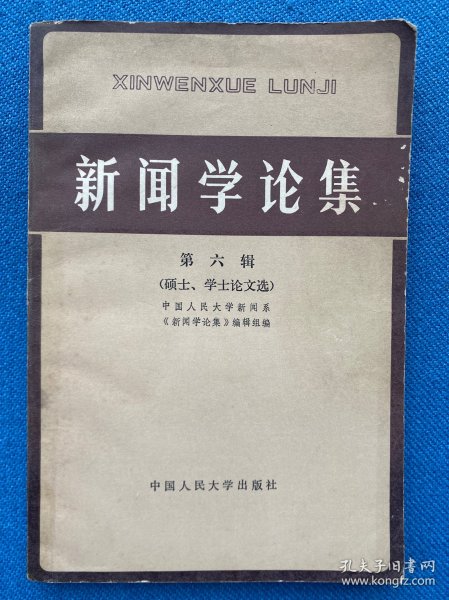 XINWENXUE LUNJI
新闻学论集
第六辑
(硕士、学士论文选)
中国人民大学新闻系
《新闻学论集》编辑组编
中国人民大学出版社
孔夫子旧书网
www.kongfz.com